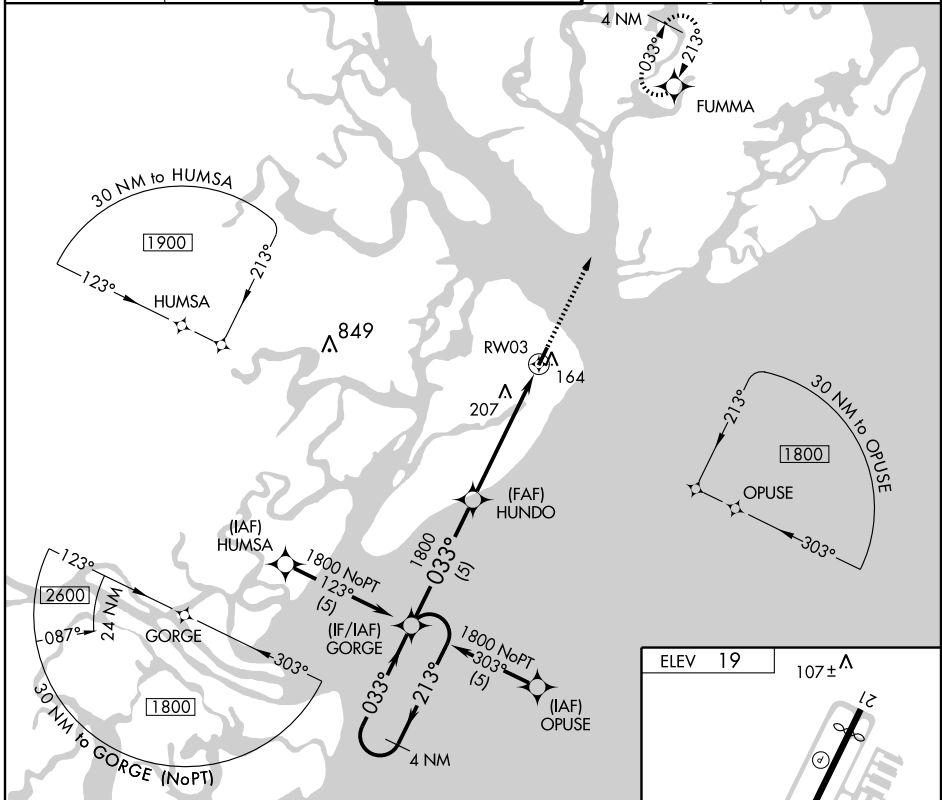 4 NM
033°
213°
FUMMA
30 NM to HUMSA
1900
123°
213°
HUMSA
849
RW03
164
207
213°
30 NM to OPUSE
1800
OPUSE
303°
(FAF)
HUNDO
1800
033°
(5)
(IAF)
HUMSA
1800 NoPT
123°
(5)
(IF/IAF)
GORGE
1800 NoPT
303°
(5)
(IAF)
OPUSE
033°
213°
4 NM
123°
2600
24 NM
087°
GORGE
303°
1800
30 NM to GORGE (NoPT)
ELEV 19
107±
21
P